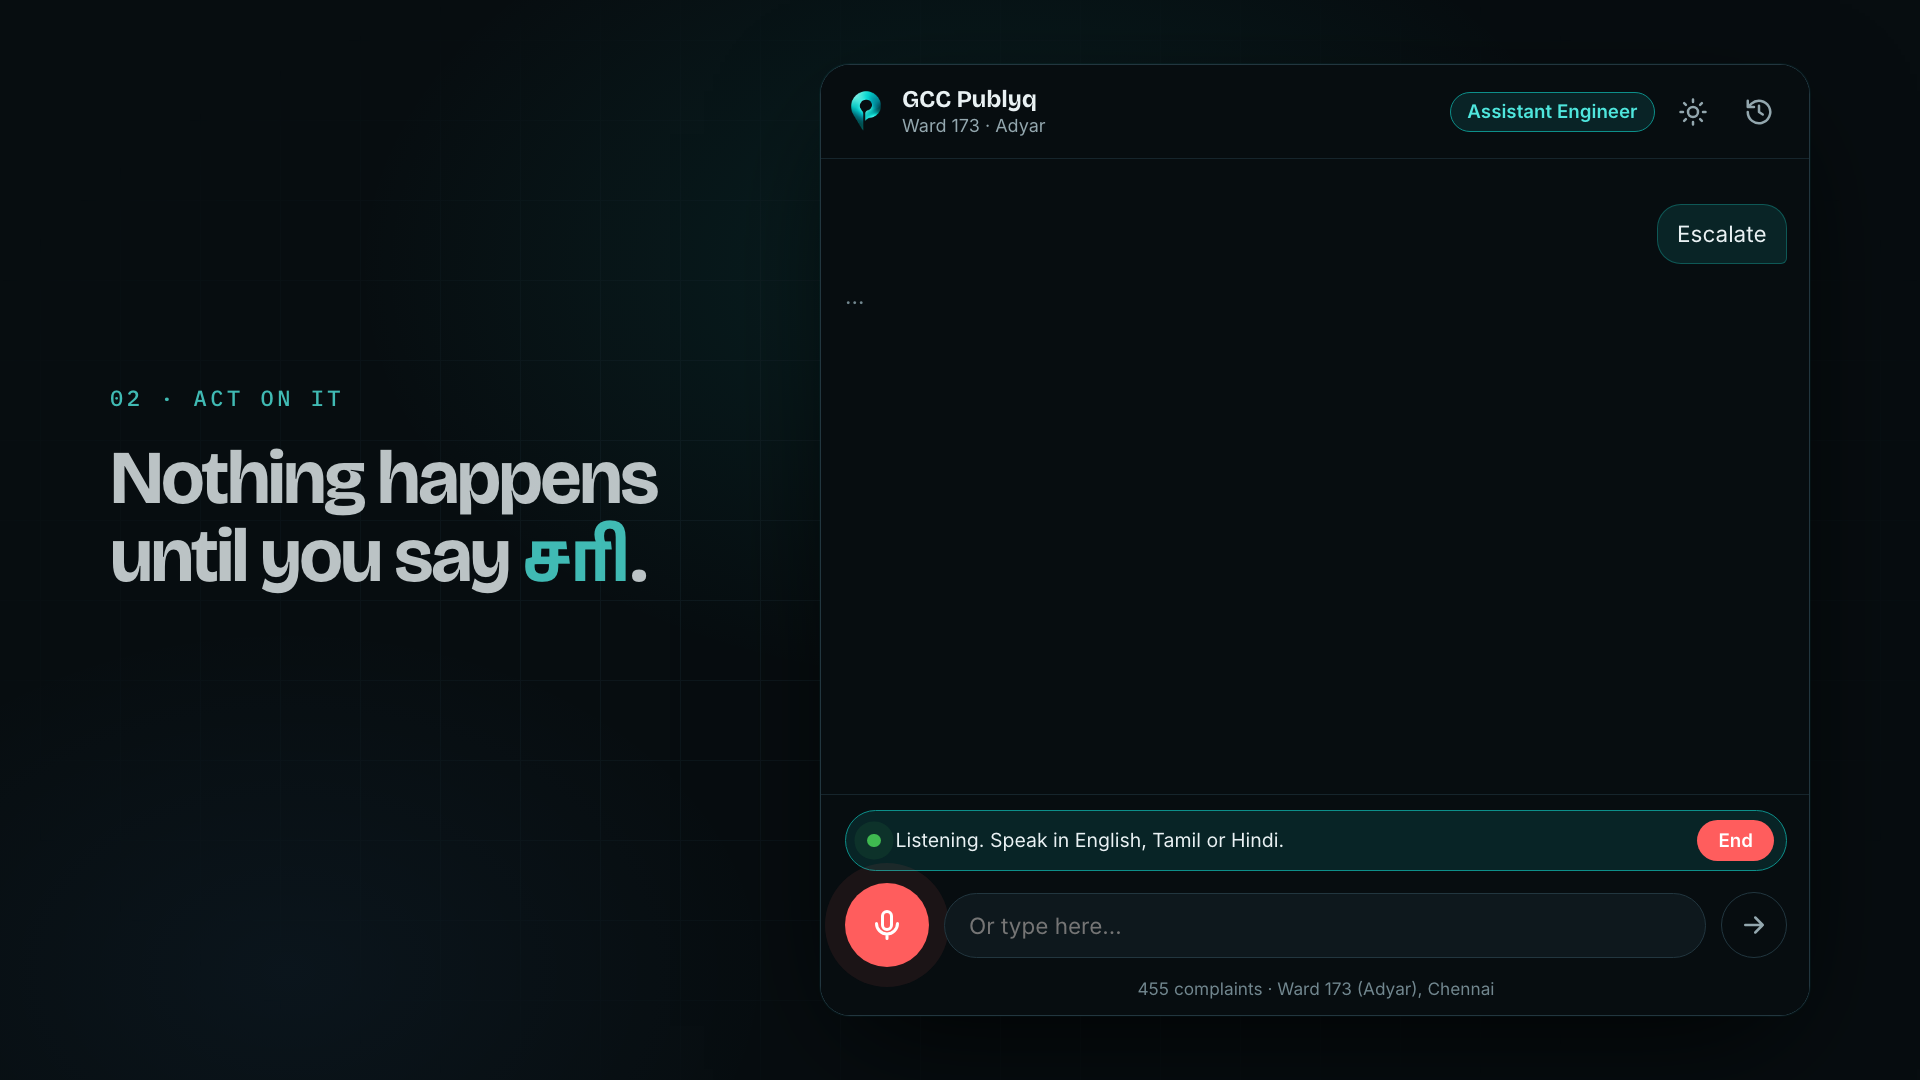 02 · ACT ON IT
Nothing happens
until you say சரி.
GCC Publyq
Ward 173 · Adyar
Assistant Engineer
Escalate
...
Listening. Speak in English, Tamil or Hindi.
End
Or type here...
455 complaints · Ward 173 (Adyar), Chennai